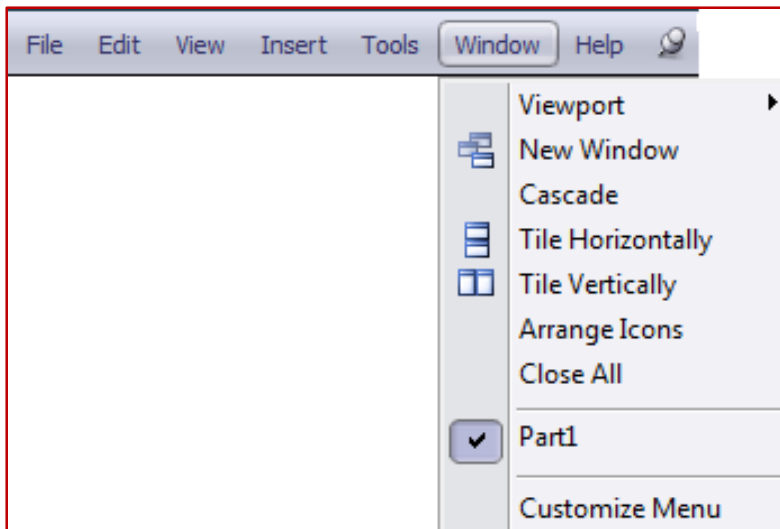 File Edit View Insert Tools Window Help
Viewport
New Window
Cascade
Tile Horizontally
Tile Vertically
Arrange Icons
Close All
Part1
Customize Menu